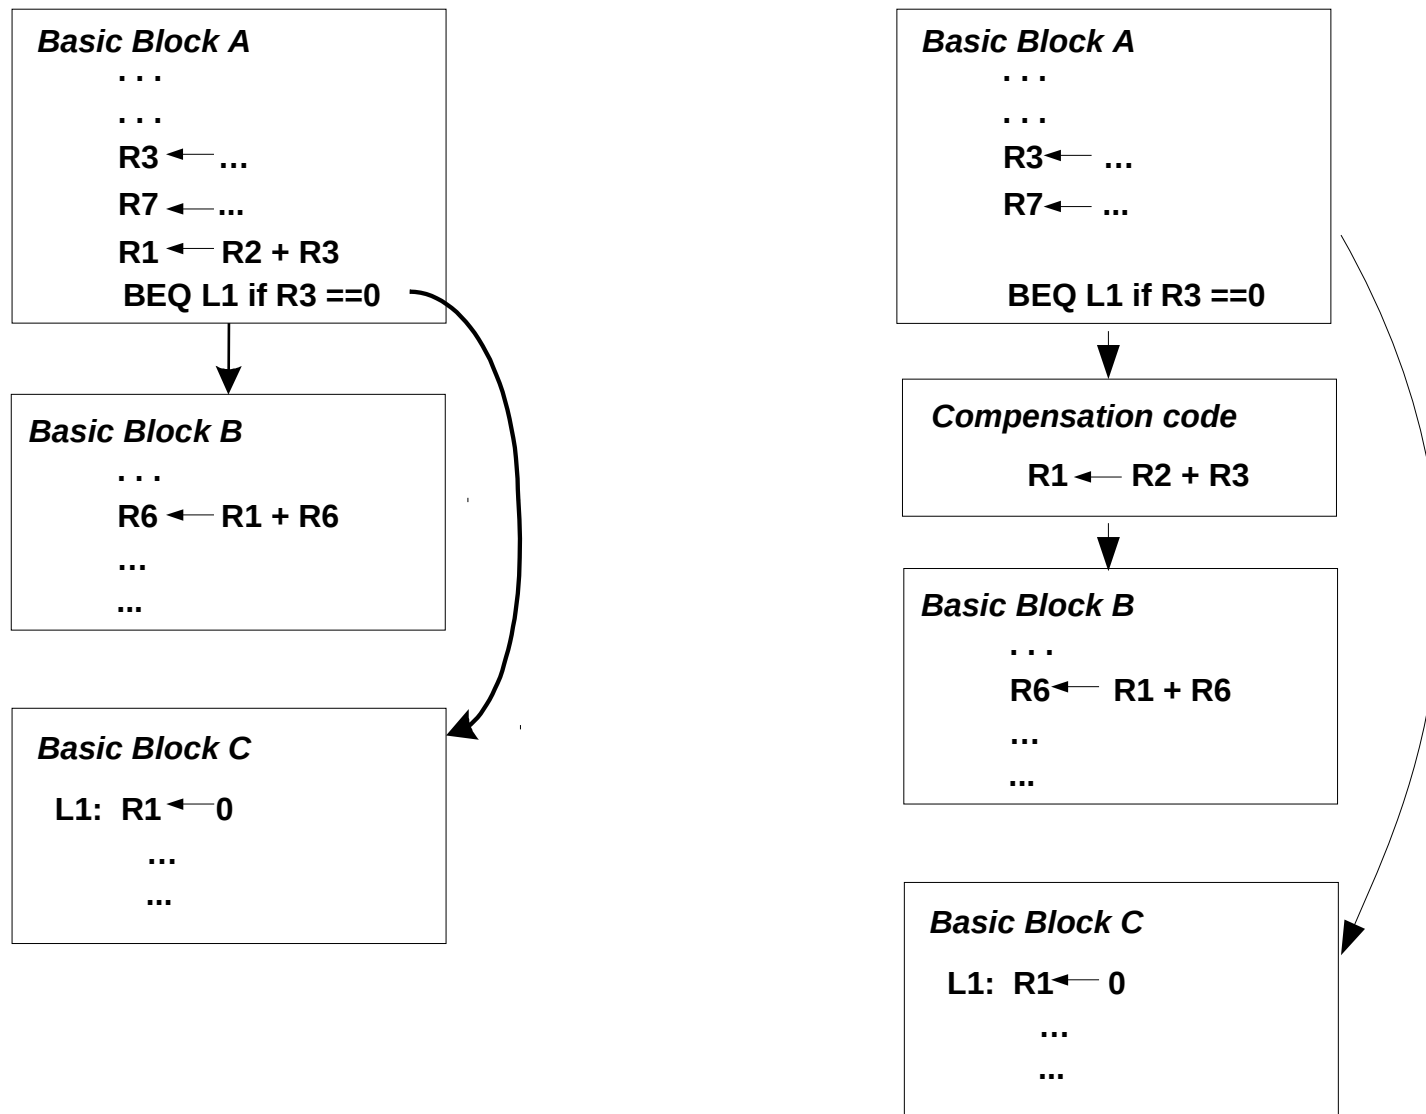 Basic Block A
. . .
. . .
R3 ...
R7 ...
R1 R2 + R3
BEQ L1 if R3 ==0
Basic Block B
. . .
R6 R1 + R6
...
...
Basic Block C
L1: R1 0
...
...
Basic Block A
. . .
. . .
R3 ...
R7 ...
BEQ L1 if R3 ==0
Compensation code
R1 R2 + R3
Basic Block B
. . .
R6 R1 + R6
...
...
Basic Block C
L1: R1 0
...
...